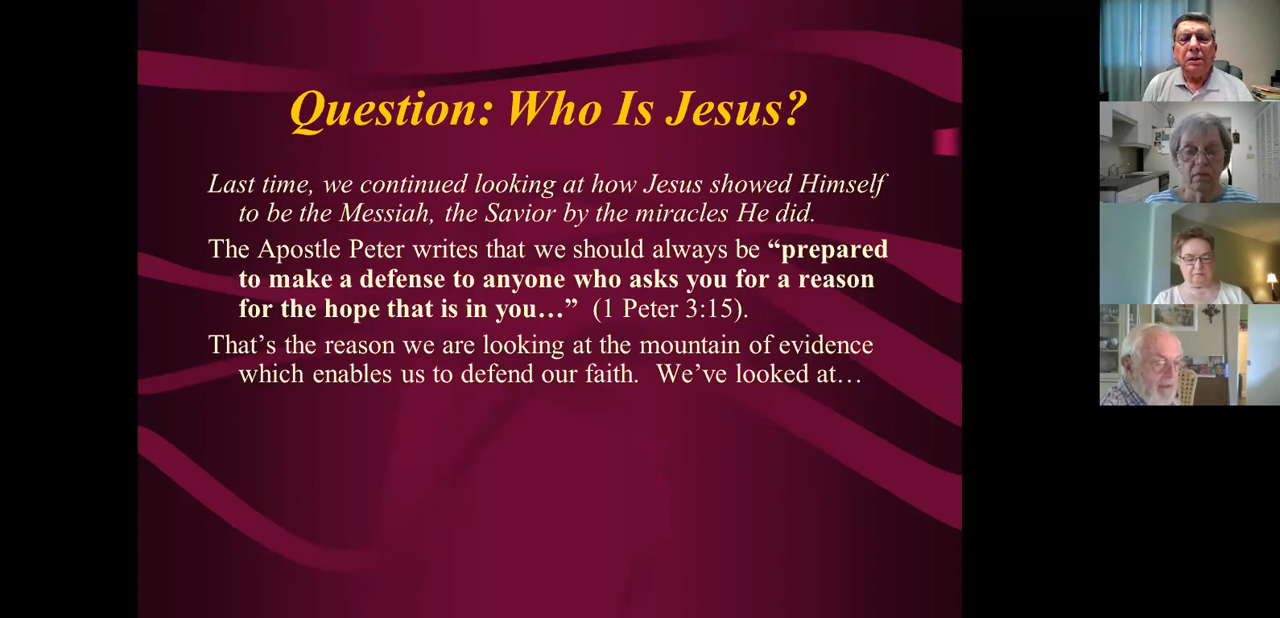 Question: Who Is Jesus?
Last time, we continued looking at how Jesus showed Himself
to be the Messiah, the Savior by the miracles He did.
The Apostle Peter writes that we should always be “prepared
to make a defense to anyone who asks you for a reason
for the hope that is in you…”  (1 Peter 3:15).
That’s the reason we are looking at the mountain of evidence
which enables us to defend our faith.  We’ve looked at…